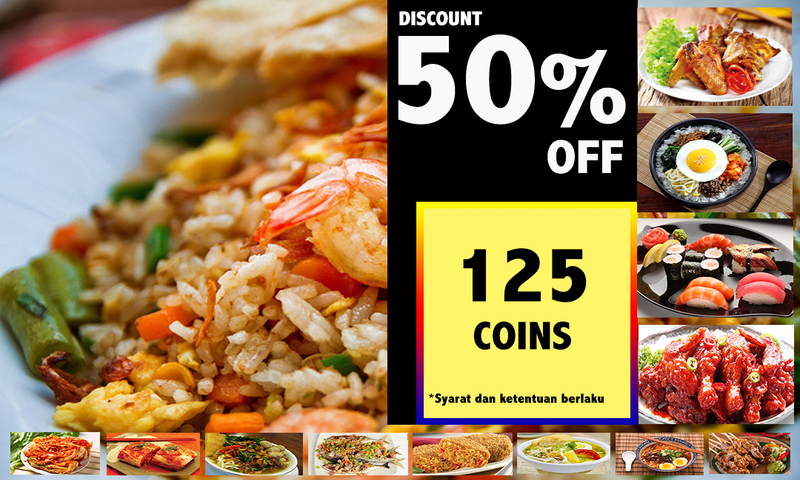 DISCOUNT
50%
OFF
125
COINS
*Syarat dan ketentuan berlaku